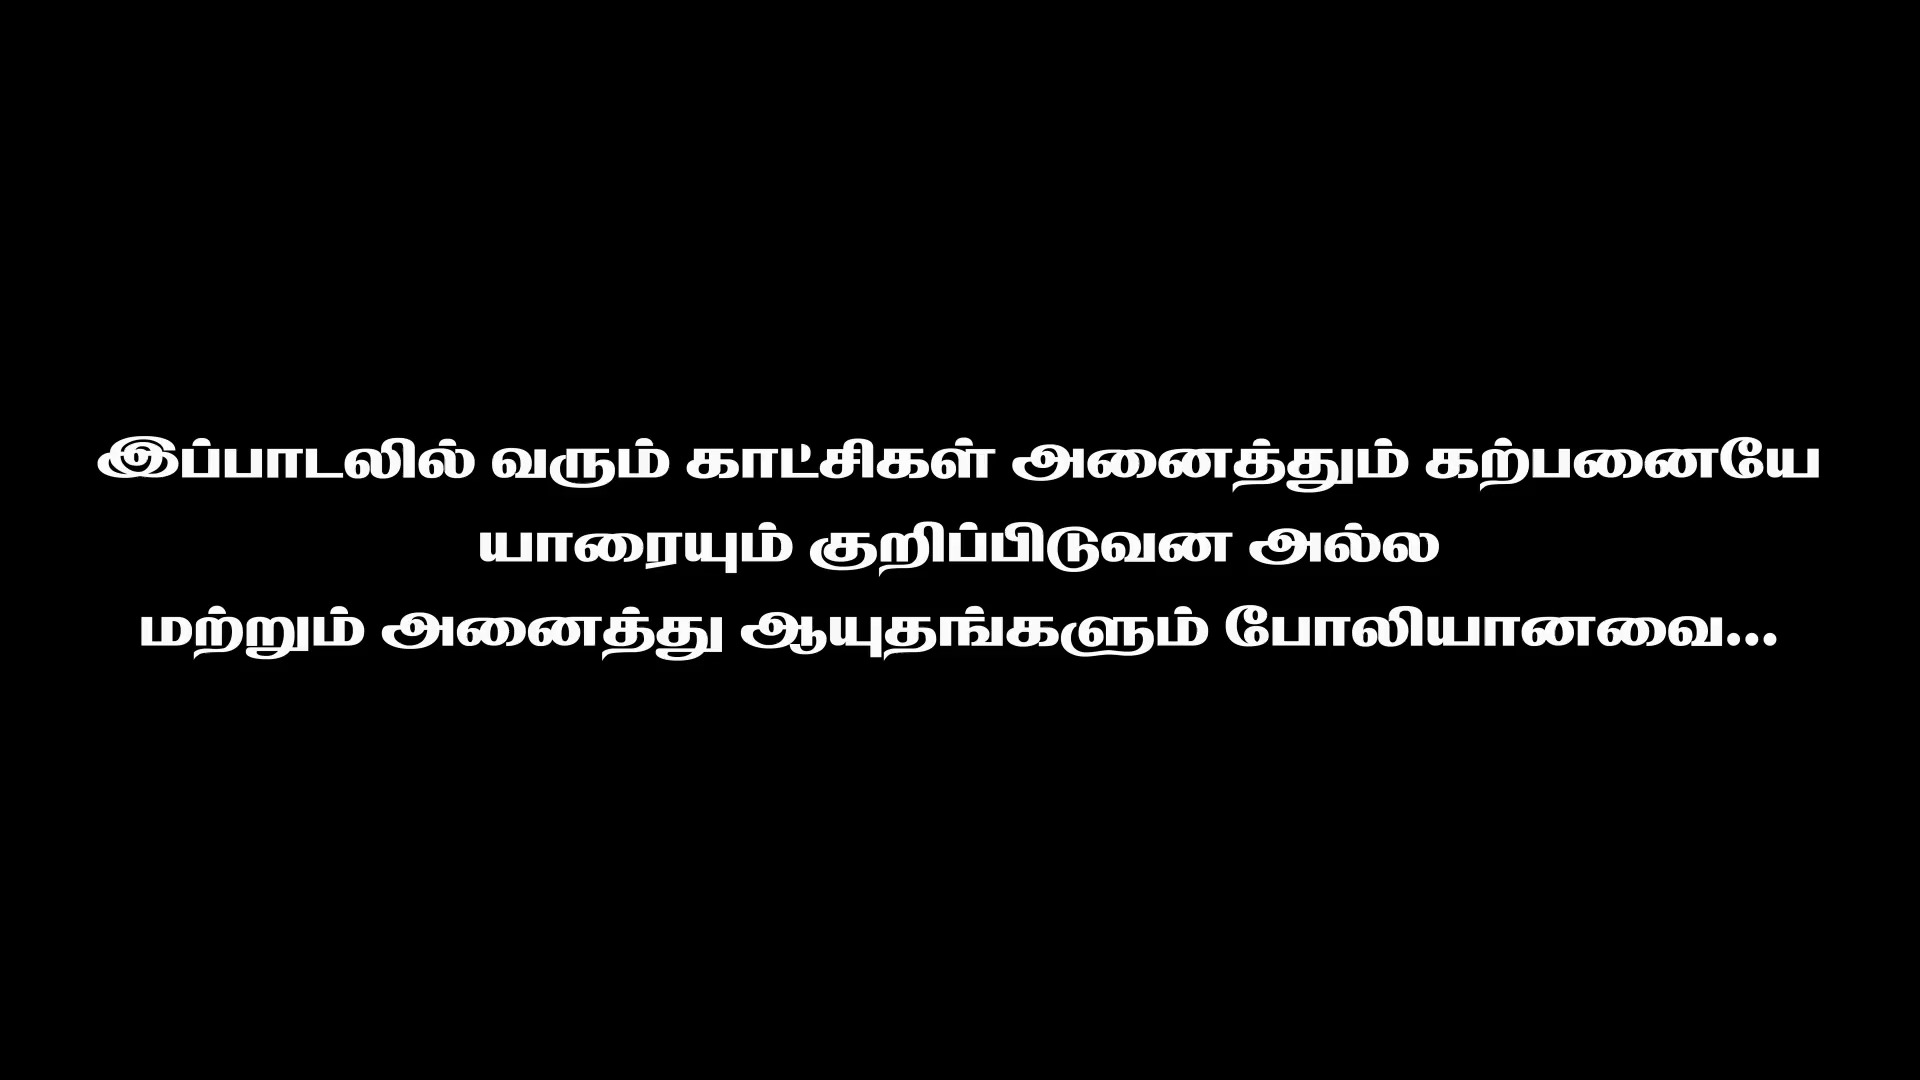 இப்பாடலில் வரும் காட்சிகள் அனைத்தும் கற்பனையே
யாரையும் குறிப்பிடுவன அல்ல
மற்றும் அனைத்து ஆயுதங்களும் போலியானவை...